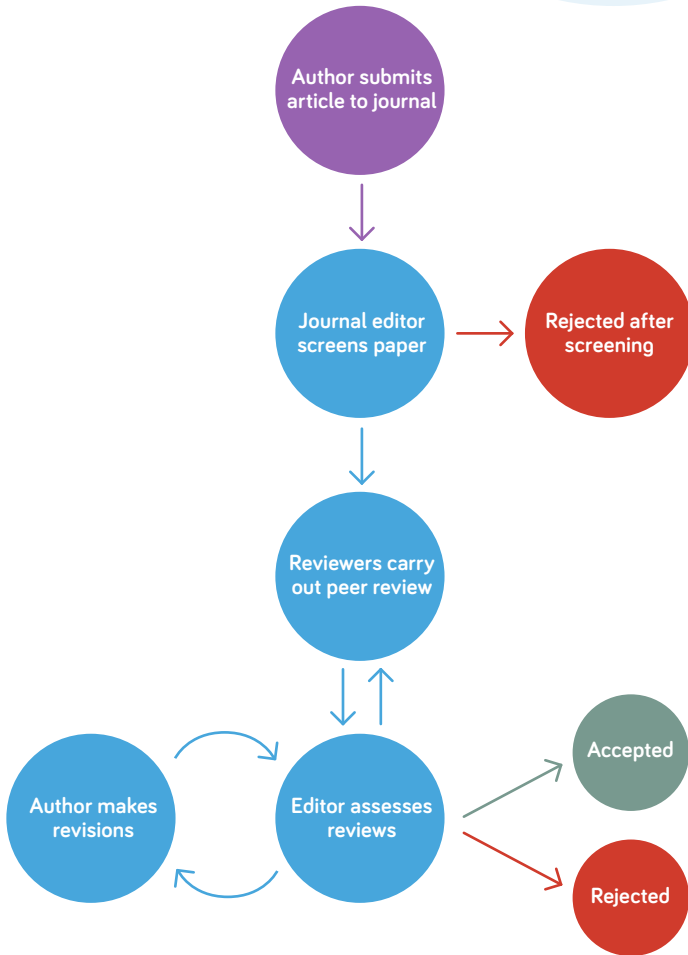 Author submits
article to journal
Journal editor
screens paper
Rejected after
screening
Reviewers carry
out peer review
Author makes
revisions
Editor assesses
reviews
Accepted
Rejected